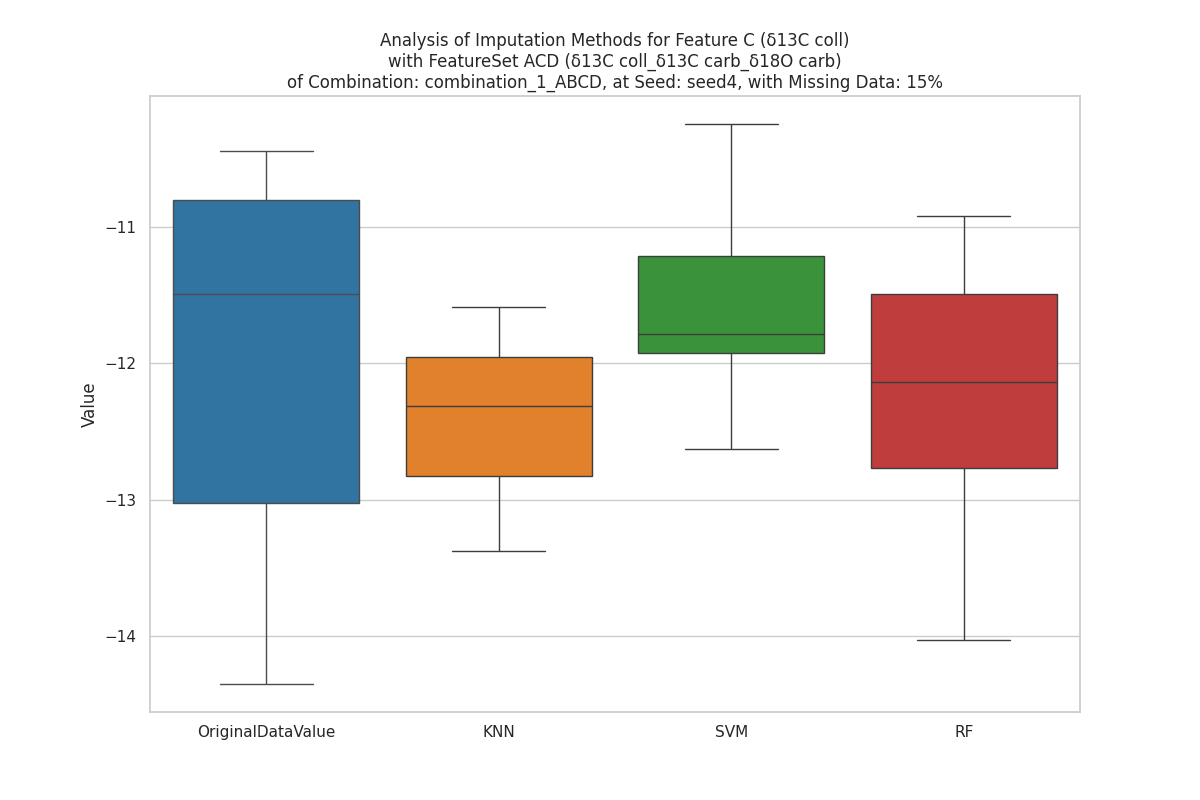 Analysis of Imputation Methods for Feature C (δ13C coll)
with FeatureSet ACD (δ13C coll_δ13C carb_δ18O carb)
of Combination: combination_1_ABCD, at Seed: seed4, with Missing Data: 15%
−11
−12
−13
−14
Value
OriginalDataValue
KNN
SVM
RF